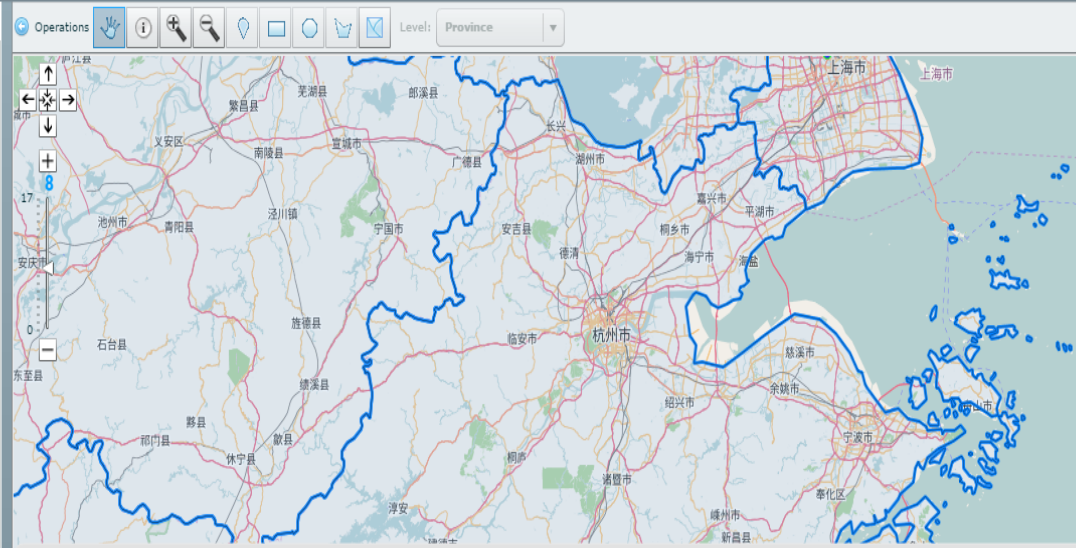 Operations
Level: Province
上海市
上海市
郎溪县
芜湖县
繁昌县
长兴
义安区
宣城市
南陵县
广德县
湖州市
嘉兴市
平湖市
泾川镇
池州市
青阳县
宁国市
安吉县
桐乡市
德清
海宁市
海盐
安庆市
8
17
0
旌德县
临安市
杭州市
石台县
慈溪市
东至县
绩溪县
余姚市
绍兴市
黟县
祁门县
歙县
宁波市
休宁县
桐庐
诸暨市
奉化区
淳安
嵊州市
新昌县